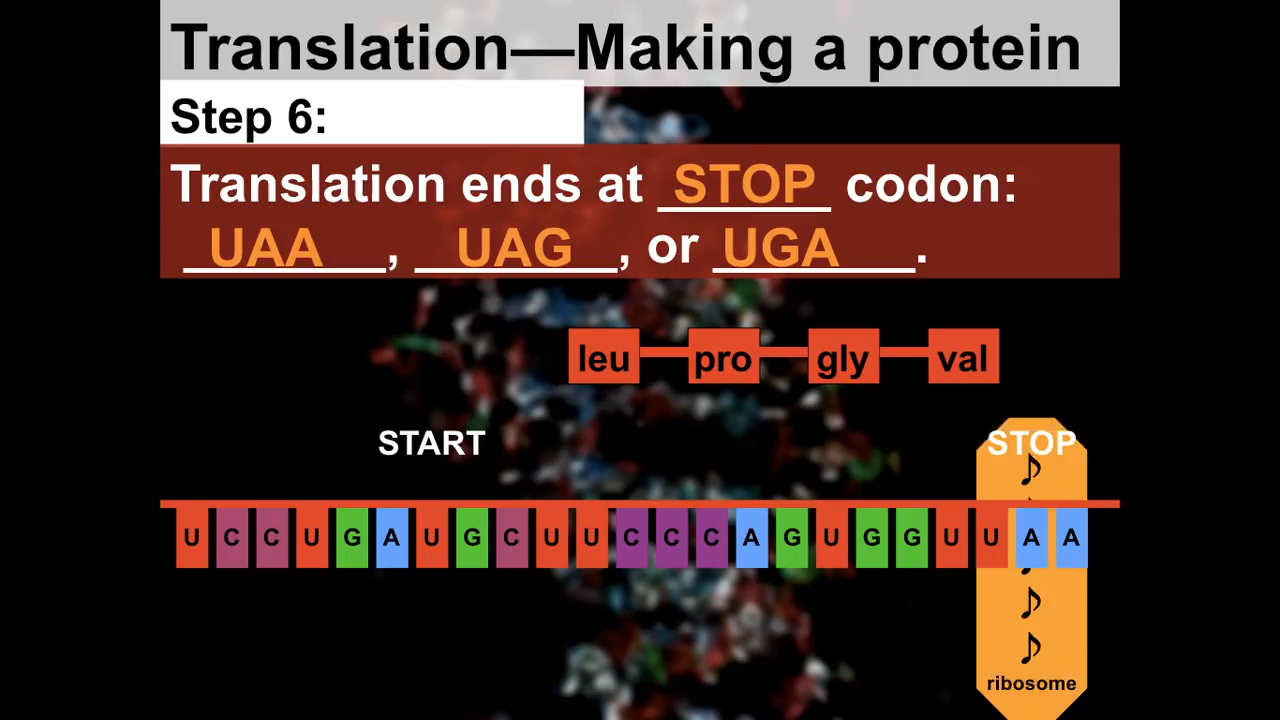 Translation—Making a protein
Step 6:
Translation ends at STOP codon:
UAA, UAG, or UGA.
leu pro gly val
START STOP
U C C U G A U G C U U C C C A G U G G U U A A
ribosome